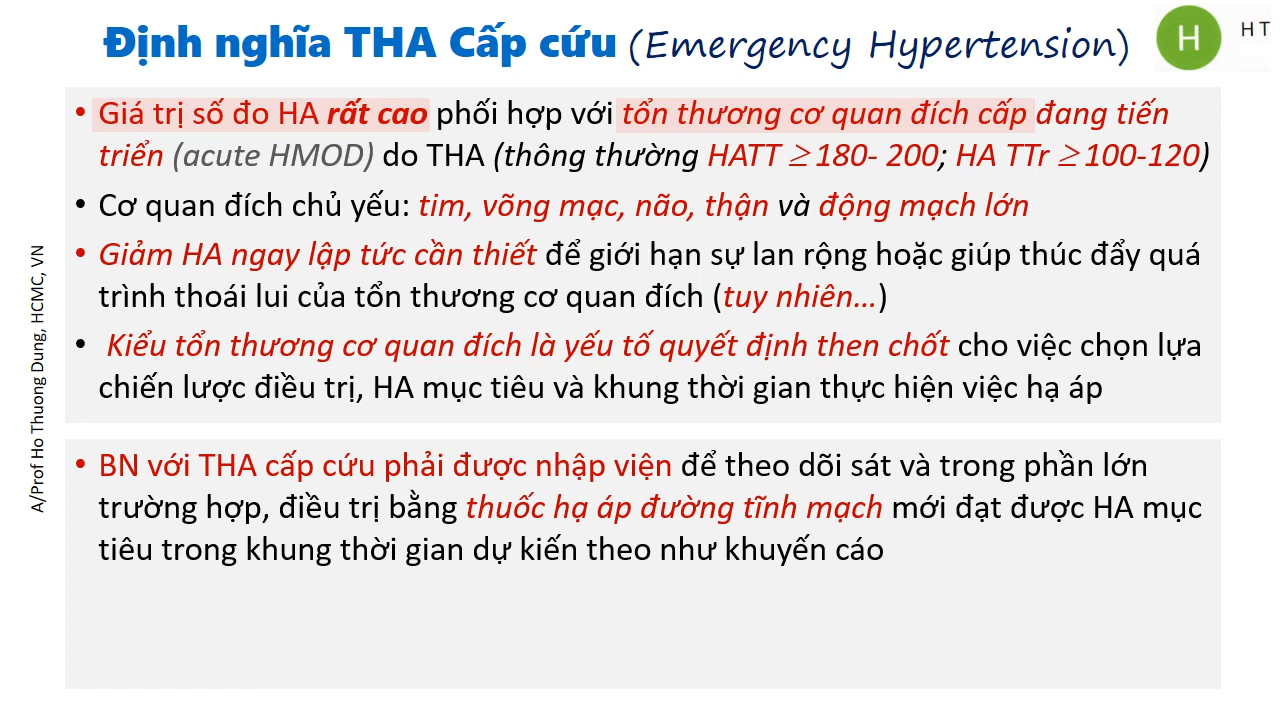 Định nghĩa THA Cấp cứu (Emergency Hypertension)
H
H T
• Giá trị số đo HA rất cao phối hợp với tổn thương cơ quan đích cấp đang tiến
triển (acute HMOD) do THA (thông thường HATT ≥180- 200; HA TTr ≥100-120)
• Cơ quan đích chủ yếu: tim, võng mạc, não, thận và động mạch lớn
• Giảm HA ngay lập tức cần thiết để giới hạn sự lan rộng hoặc giúp thúc đẩy quá
trình thoái lui của tổn thương cơ quan đích (tuy nhiên...)
• Kiểu tổn thương cơ quan đích là yếu tố quyết định then chốt cho việc chọn lựa
chiến lược điều trị, HA mục tiêu và khung thời gian thực hiện việc hạ áp
• BN với THA cấp cứu phải được nhập viện để theo dõi sát và trong phần lớn
trường hợp, điều trị bằng thuốc hạ áp đường tĩnh mạch mới đạt được HA mục
tiêu trong khung thời gian dự kiến theo như khuyến cáo
A/Prof Ho Thuong Dung, HCMC, VN